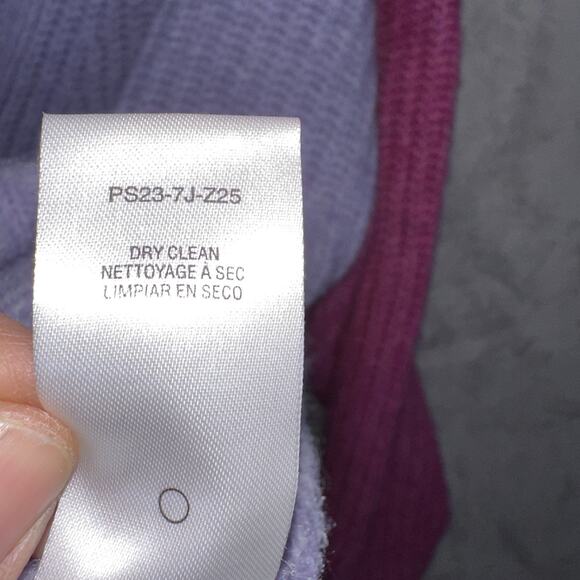 PS23-7J-Z25
DRY CLEAN
NETTOYAGE À SEC
LIMPIAR EN SECO